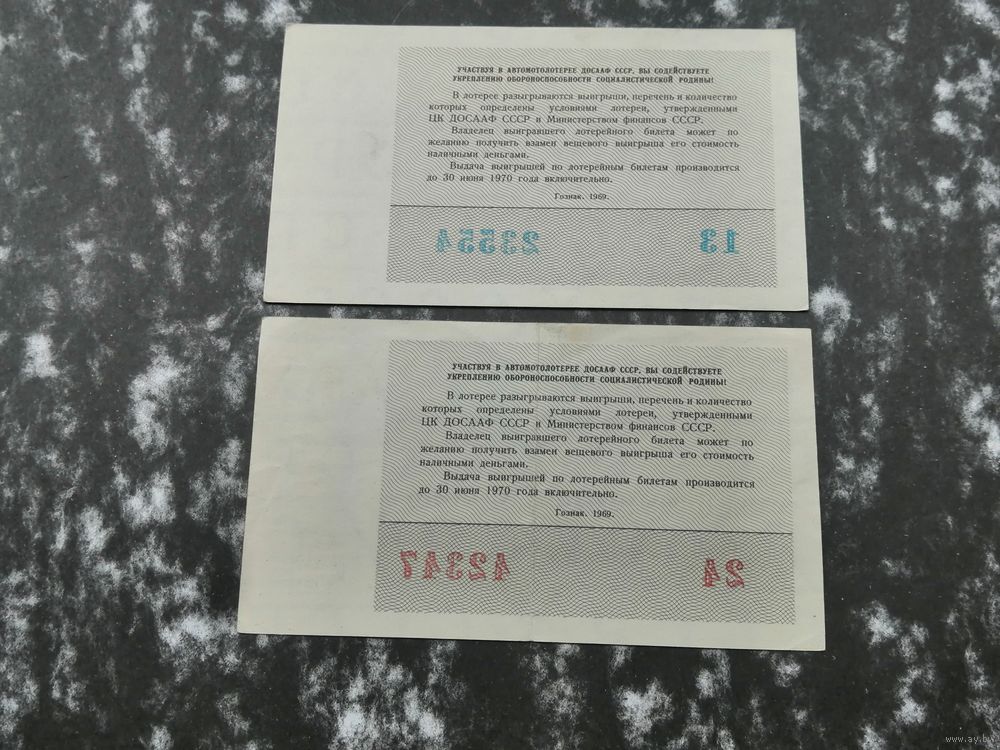 УЧАСТВУЯ В АВТОМОТОЛОТЕРЕЕ ДОСААФ СССР, ВЫ СОДЕЙСТВУЕТЕ
УКРЕПЛЕНИЮ ОБОРОНОСПОСОБНОСТИ СОЦИАЛИСТИЧЕСКОЙ РОДИНЫ!
В лотерее разыгрываются выигрыши, перечень и количество
которых определены условиями лотереи, утвержденными
ЦК ДОСААФ СССР и Министерством финансов СССР.
Владелец выигравшего лотерейного билета может по
желанию получить взамен вещевого выигрыша его стоимость
наличными деньгами.
Выдача выигрышей по лотерейным билетам производится
до 30 июня 1970 года включительно.
Гознак. 1969.
23554 13
УЧАСТВУЯ В АВТОМОТОЛОТЕРЕЕ ДОСААФ СССР, ВЫ СОДЕЙСТВУЕТЕ
УКРЕПЛЕНИЮ ОБОРОНОСПОСОБНОСТИ СОЦИАЛИСТИЧЕСКОЙ РОДИНЫ!
В лотерее разыгрываются выигрыши, перечень и количество
которых определены условиями лотереи, утвержденными
ЦК ДОСААФ СССР и Министерством финансов СССР.
Владелец выигравшего лотерейного билета может по
желанию получить взамен вещевого выигрыша его стоимость
наличными деньгами.
Выдача выигрышей по лотерейным билетам производится
до 30 июня 1970 года включительно.
Гознак. 1969.
42347 24
www.ay.by